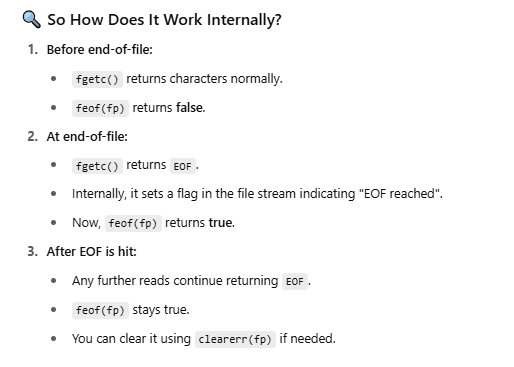 🔍 So How Does It Work Internally?
1. Before end-of-file:
• fgetc() returns characters normally.
• feof(fp) returns false.
2. At end-of-file:
• fgetc() returns EOF.
• Internally, it sets a flag in the file stream indicating "EOF reached".
• Now, feof(fp) returns true.
3. After EOF is hit:
• Any further reads continue returning EOF.
• feof(fp) stays true.
• You can clear it using clearerr(fp) if needed.